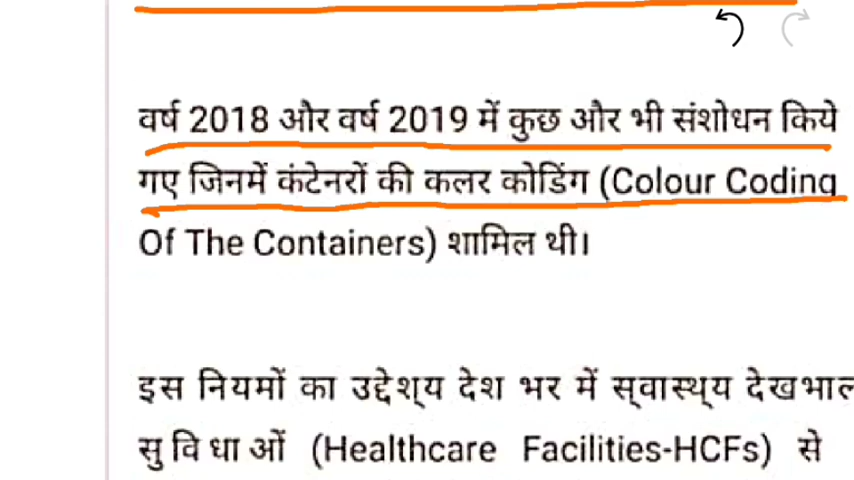 वर्ष 2018 और वर्ष 2019 में कुछ और भी संशोधन किये
गए जिनमें कंटेनरों की कलर कोडिंग (Colour Coding
Of The Containers) शामिल थी।
इस नियमों का उद्देश्य देश भर में स्वास्थ्य देखभाल
सुविधाओं (Healthcare Facilities-HCFs) से